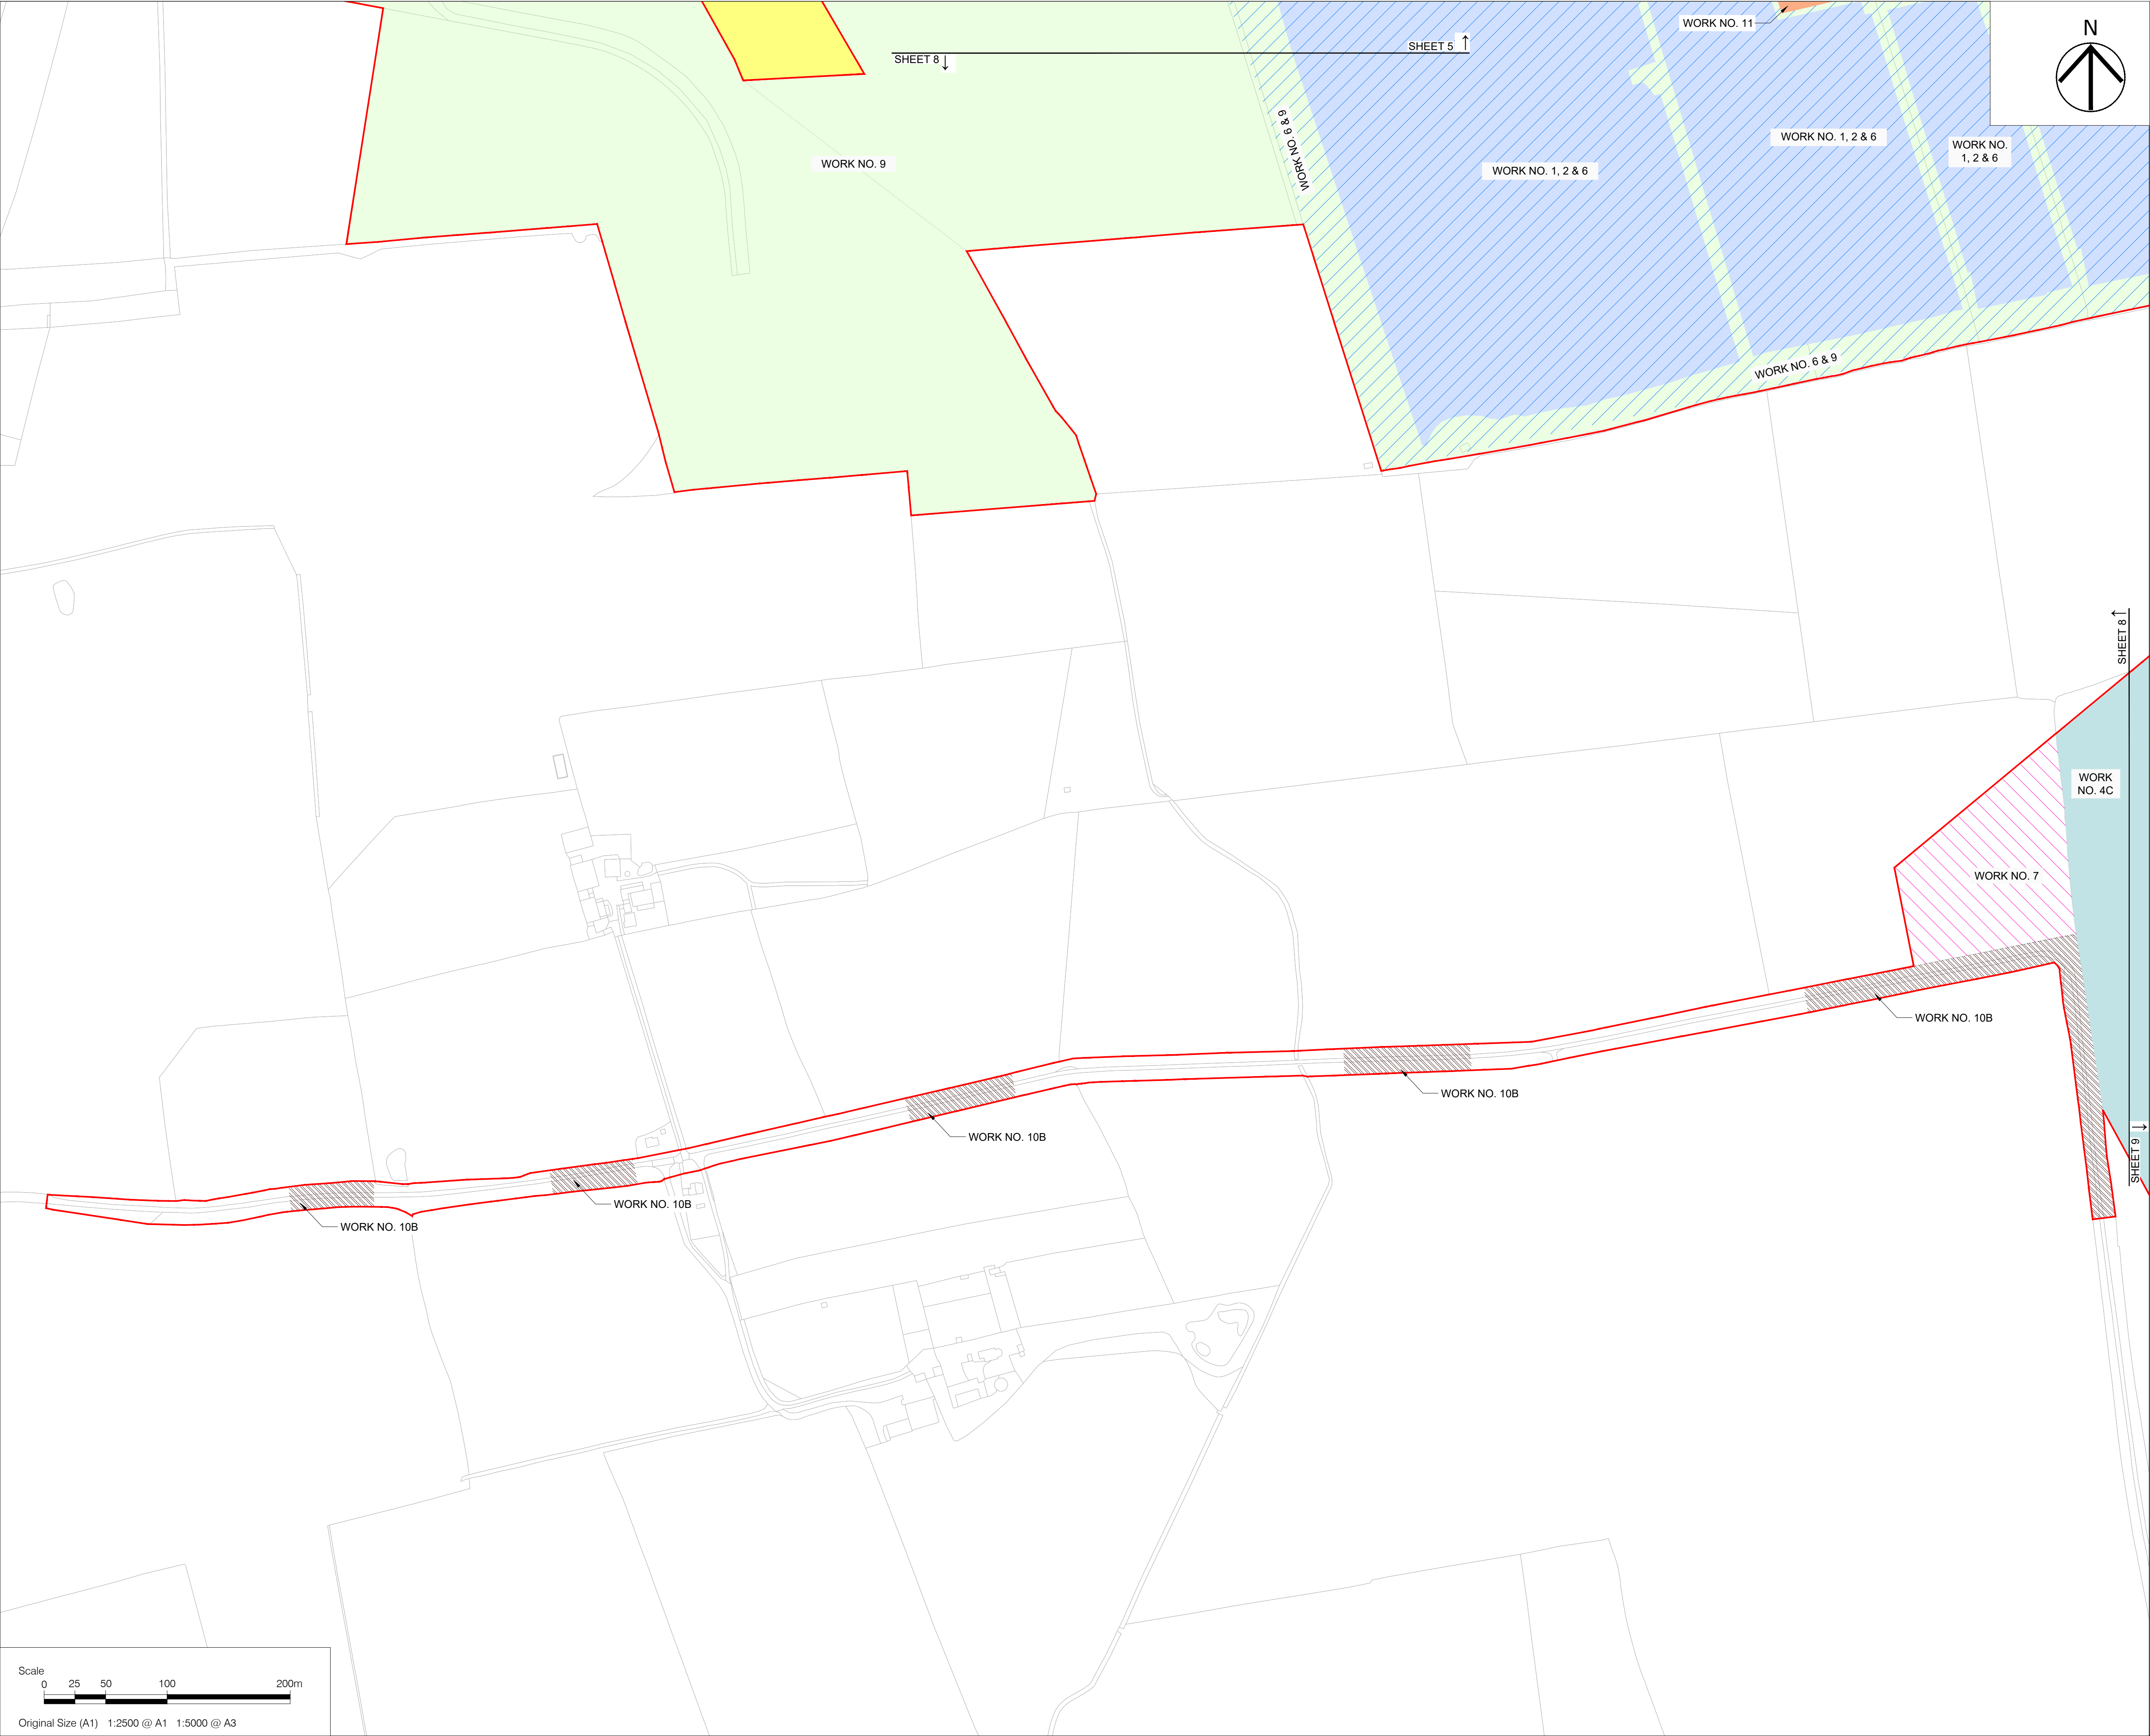 WORK NO. 11
N
SHEET 5
SHEET 8
WORK NO. 6 & 9
WORK NO. 9
WORK NO. 1, 2 & 6
WORK NO. 1, 2 & 6
WORK NO.
1, 2 & 6
WORK NO. 6 & 9
SHEET 8
WORK
NO. 4C
WORK NO. 7
WORK NO. 10B
WORK NO. 10B
WORK NO. 10B
SHEET 9
WORK NO. 10B
WORK NO. 10B
Scale
0 25 50 100 200m
Original Size (A1) 1:2500 @ A1 1:5000 @ A3